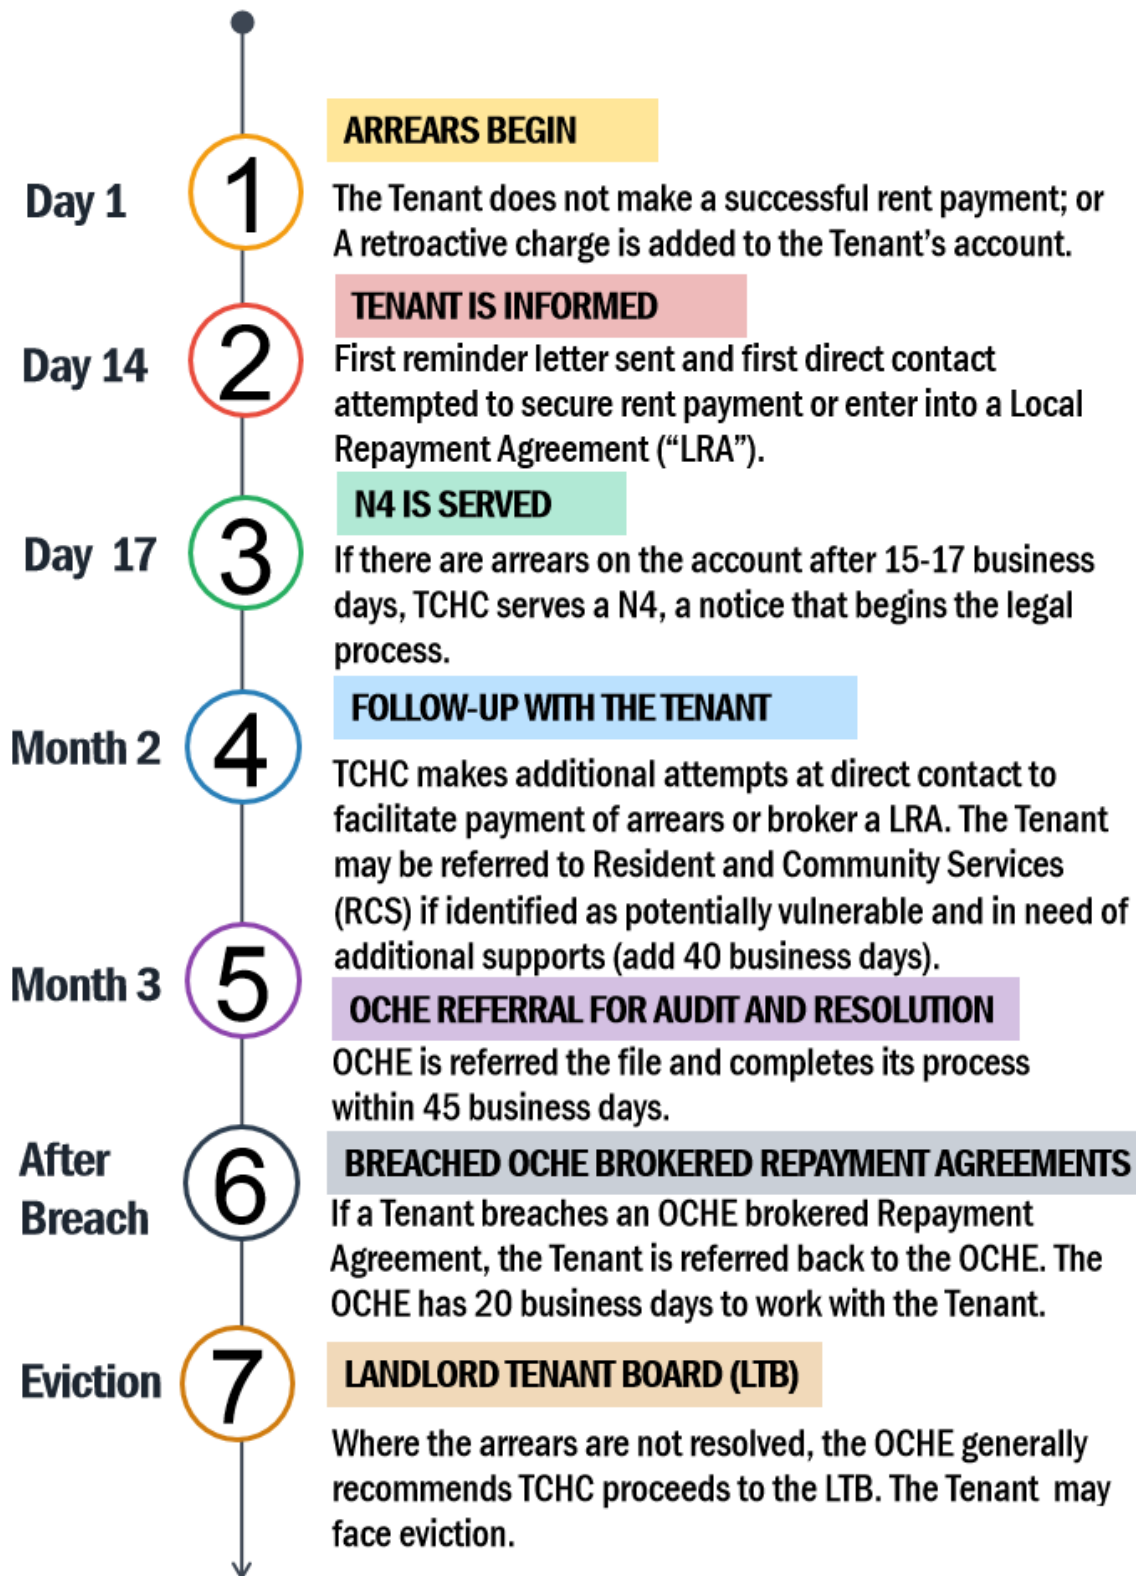 ARREARS BEGIN
Day 1
1
The Tenant does not make a successful rent payment; or
A retroactive charge is added to the Tenant's account.
TENANT IS INFORMED
Day 14
2
First reminder letter sent and first direct contact
attempted to secure rent payment or enter into a Local
Repayment Agreement (“LRA”).
N4 IS SERVED
Day 17
3
If there are arrears on the account after 15-17 business
days, TCHC serves a N4, a notice that begins the legal
process.
FOLLOW-UP WITH THE TENANT
Month 2
4
TCHC makes additional attempts at direct contact to
facilitate payment of arrears or broker a LRA. The Tenant
may be referred to Resident and Community Services
(RCS) if identified as potentially vulnerable and in need of
additional supports (add 40 business days).
Month 3
5
OCHE REFERRAL FOR AUDIT AND RESOLUTION
OCHE is referred the file and completes its process
within 45 business days.
After
Breach
6
BREACHED OCHE BROKERED REPAYMENT AGREEMENTS
If a Tenant breaches an OCHE brokered Repayment
Agreement, the Tenant is referred back to the OCHE. The
OCHE has 20 business days to work with the Tenant.
Eviction
7
LANDLORD TENANT BOARD (LTB)
Where the arrears are not resolved, the OCHE generally
recommends TCHC proceeds to the LTB. The Tenant may
face eviction.